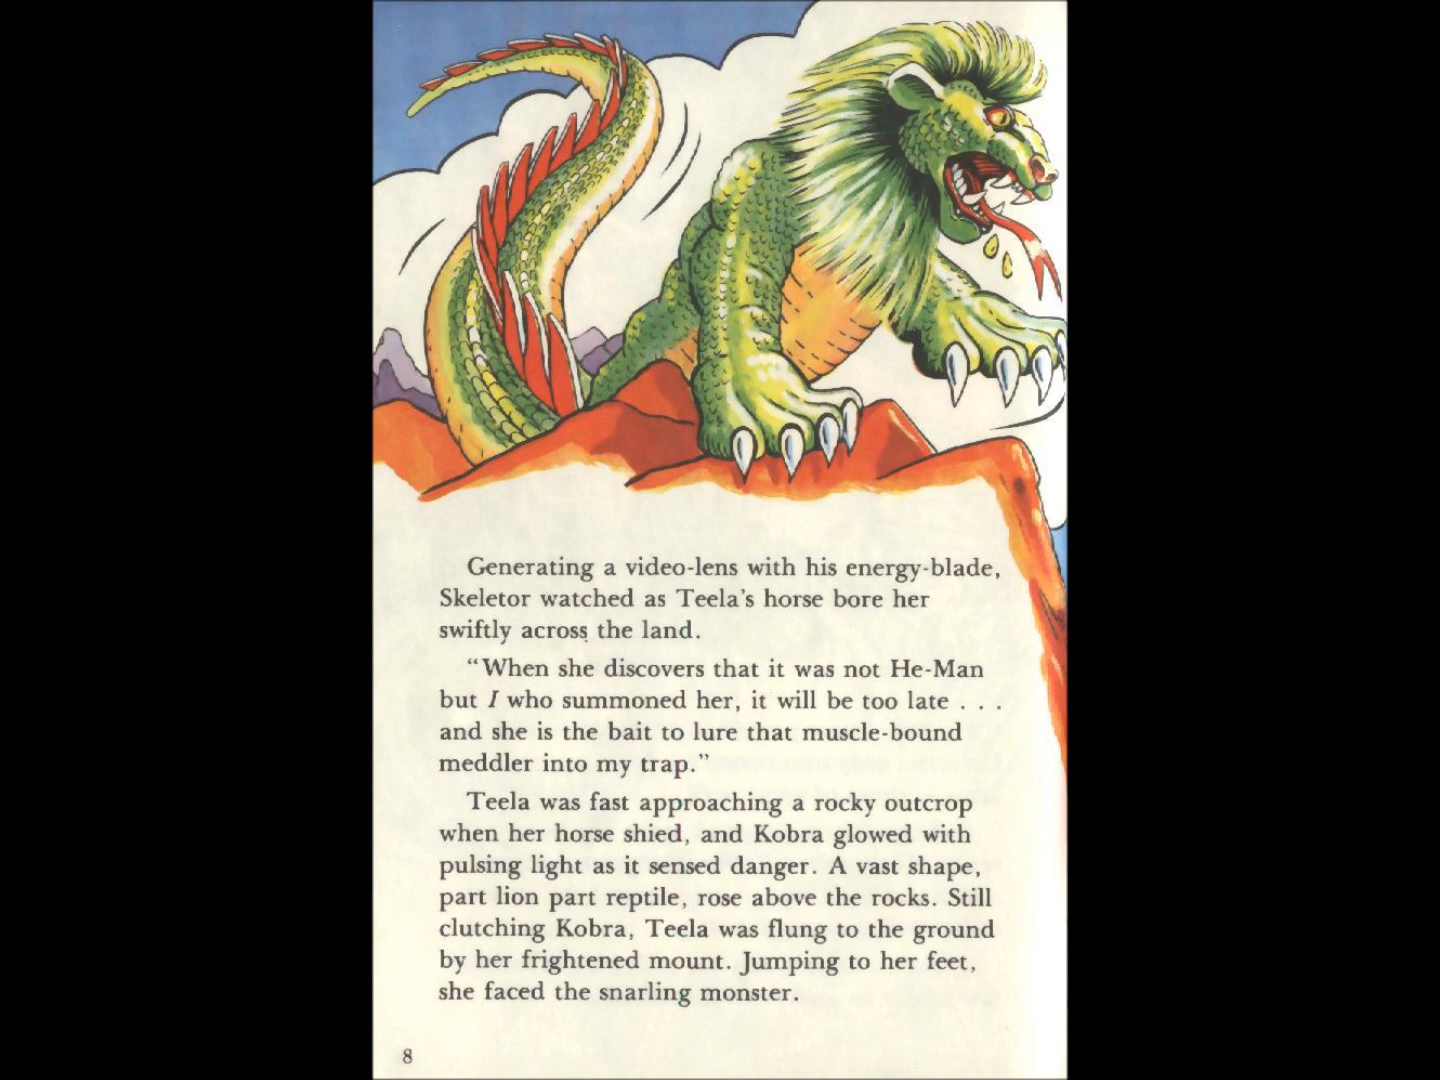 Generating a video-lens with his energy-blade,
Skeletor watched as Teela's horse bore her
swiftly across the land.
“When she discovers that it was not He-Man
but I who summoned her, it will be too late . . .
and she is the bait to lure that muscle-bound
meddler into my trap.”
Teela was fast approaching a rocky outcrop
when her horse shied, and Kobra glowed with
pulsing light as it sensed danger. A vast shape,
part lion part reptile, rose above the rocks. Still
clutching Kobra, Teela was flung to the ground
by her frightened mount. Jumping to her feet,
she faced the snarling monster.
8